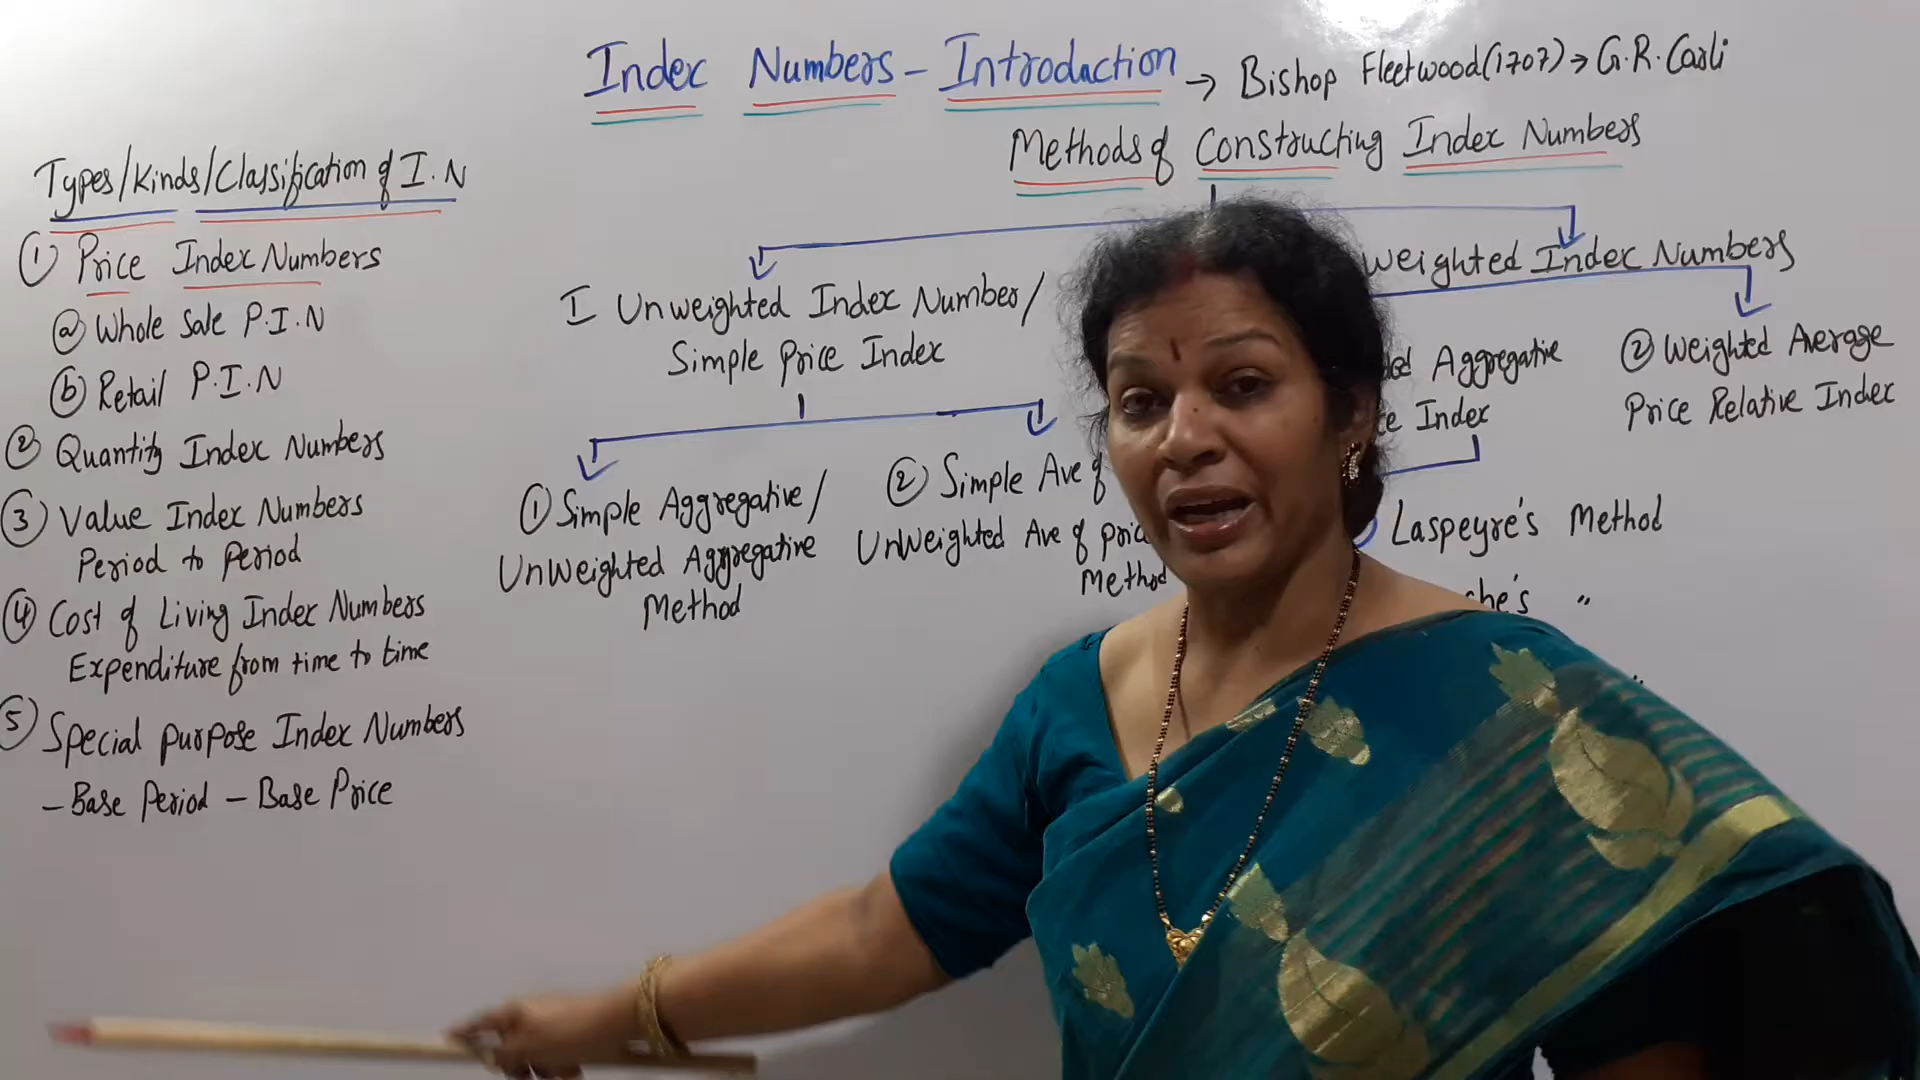 Index Numbers – Introduction → Bishop Fleetwood(1707) → G.R.Carli
Methods of Constructing Index Numbers
Types/Kinds/Classification of I.N
① Price Index Numbers
ⓐ Whole Sale P.I.N
ⓑ Retail P.I.N
② Quantity Index Numbers
③ Value Index Numbers
Period to Period
④ Cost of Living Index Numbers
Expenditure from time to time
⑤ Special purpose Index Numbers
– Base Period – Base Price
I Unweighted Index Number/
Simple Price Index
① Simple Aggregative/
UnWeighted Aggregative
Method
② Simple Ave of
UnWeighted Ave of
Method
weighted Index Numbers
Aggregative
Index
Laspeyre's Method
"
② Weighted Average
Price Relative Index